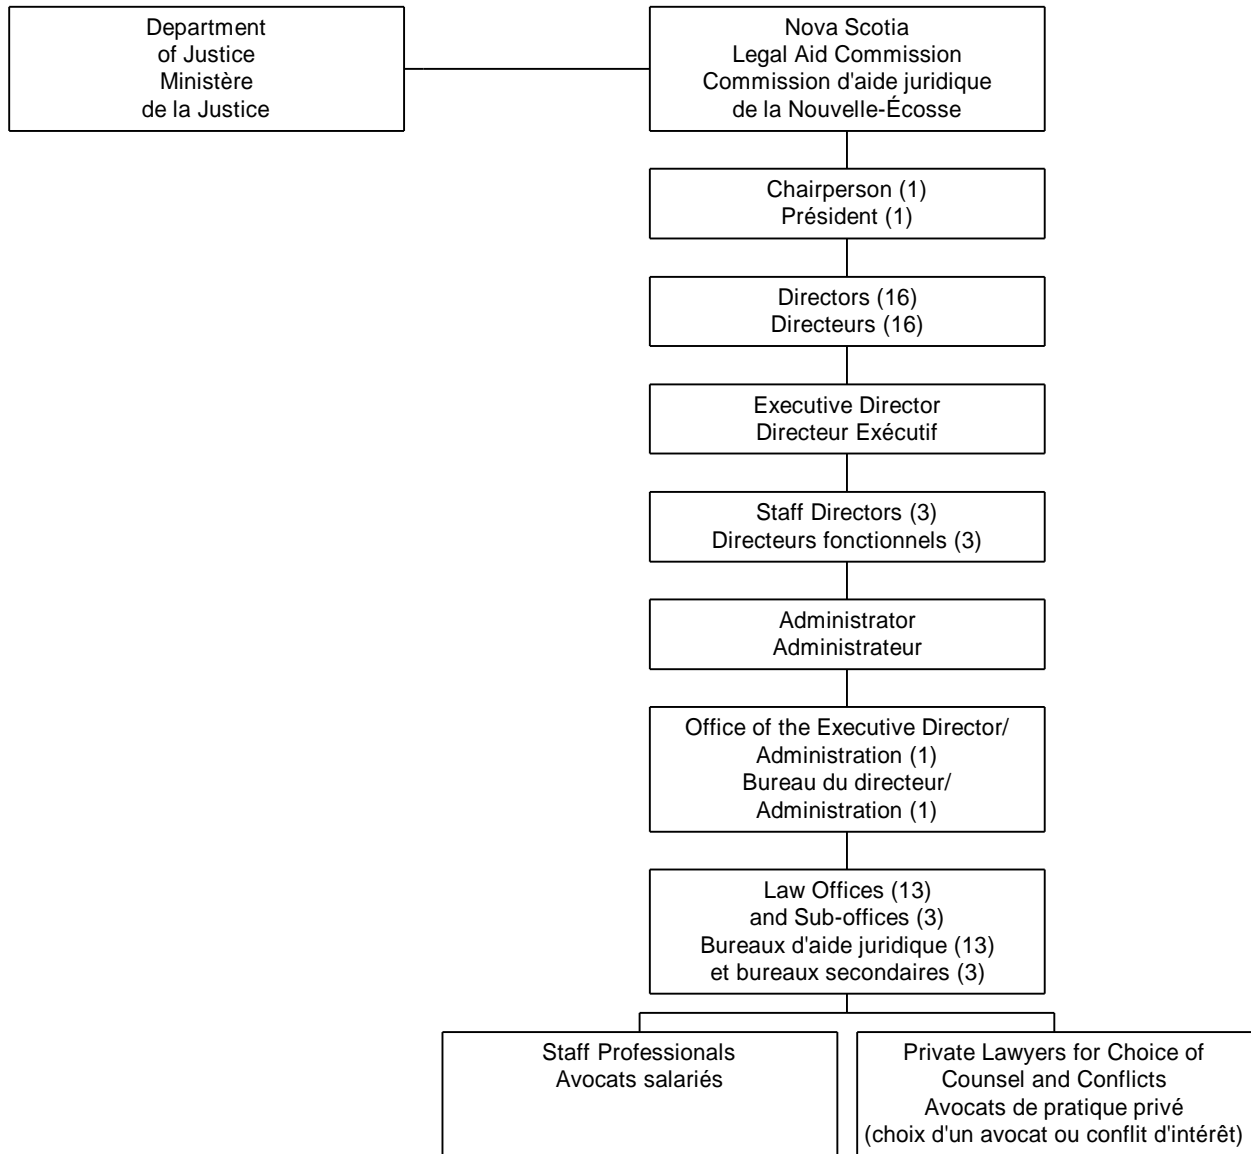 Department
of Justice
Ministère
de la Justice
Nova Scotia
Legal Aid Commission
Commission d'aide juridique
de la Nouvelle-Écosse
Chairperson (1)
Président (1)
Directors (16)
Directeurs (16)
Executive Director
Directeur Exécutif
Staff Directors (3)
Directeurs fonctionnels (3)
Administrator
Administrateur
Office of the Executive Director/
Administration (1)
Bureau du directeur/
Administration (1)
Law Offices (13)
and Sub-offices (3)
Bureaux d'aide juridique (13)
et bureaux secondaires (3)
Staff Professionals
Avocats salariés
Private Lawyers for Choice of
Counsel and Conflicts
Avocats de pratique privé
(choix d'un avocat ou conflit d'intérêt)